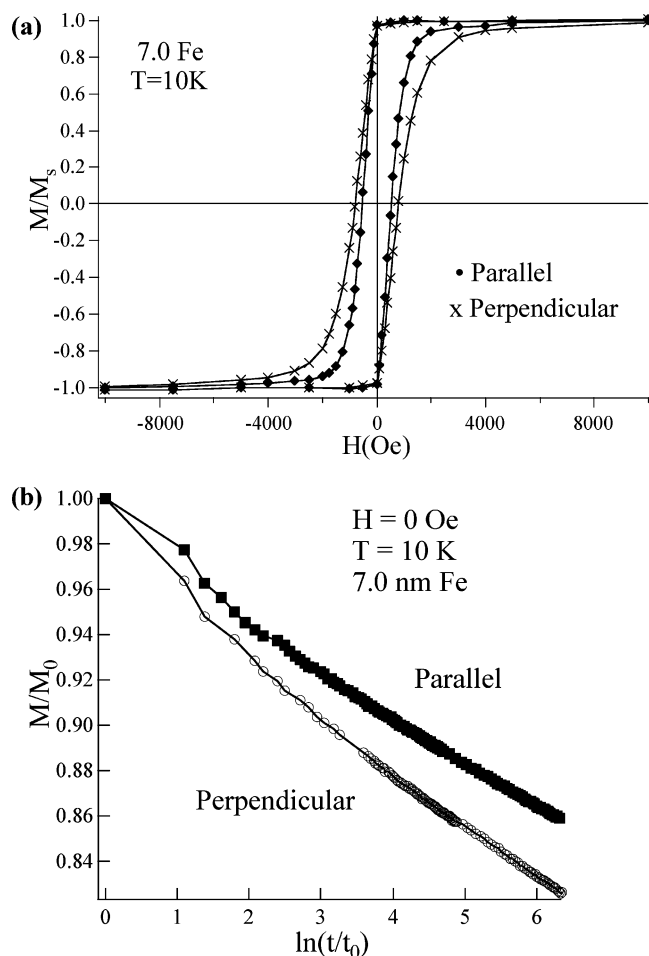 (a)
1.0
0.8
0.6
0.4
0.2
0.0
-0.2
-0.4
-0.6
-0.8
-1.0
M/Ms
7.0 Fe
T=10K
• Parallel
x Perpendicular
-8000 -4000 0 4000 8000
H(Oe)
(b)
1.00
0.98
0.96
0.94
0.92
0.90
0.88
0.86
0.84
M/M0
H = 0 Oe
T = 10 K
7.0 nm Fe
Parallel
Perpendicular
0 1 2 3 4 5 6
ln(t/t0)